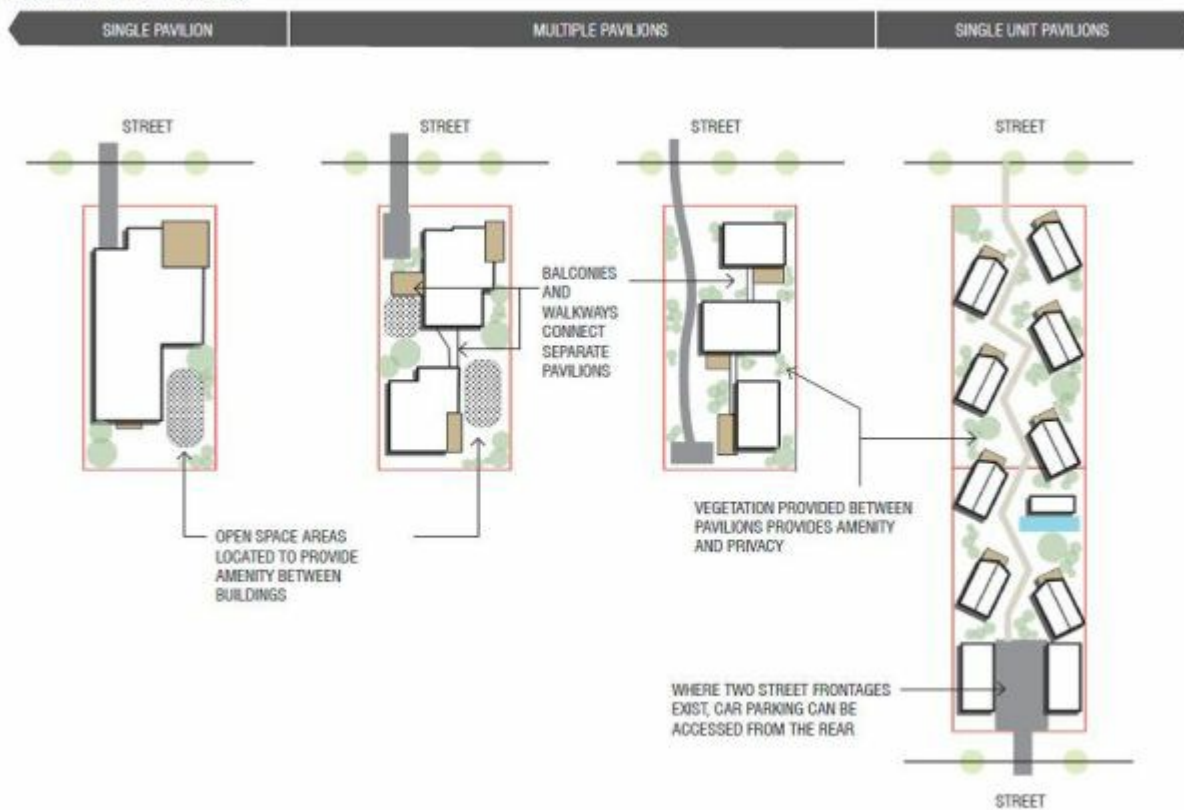 SINGLE PAVILION
MULTIPLE PAVILIONS
SINGLE UNIT PAVILIONS
STREET
STREET
STREET
STREET
BALCONIES
AND
WALKWAYS
CONNECT
SEPARATE
PAVILIONS
OPEN SPACE AREAS
LOCATED TO PROVIDE
AMENITY BETWEEN
BUILDINGS
VEGETATION PROVIDED BETWEEN
PAVILIONS PROVIDES AMENITY
AND PRIVACY
WHERE TWO STREET FRONTAGES
EXIST, CAR PARKING CAN BE
ACCESSED FROM THE REAR
STREET